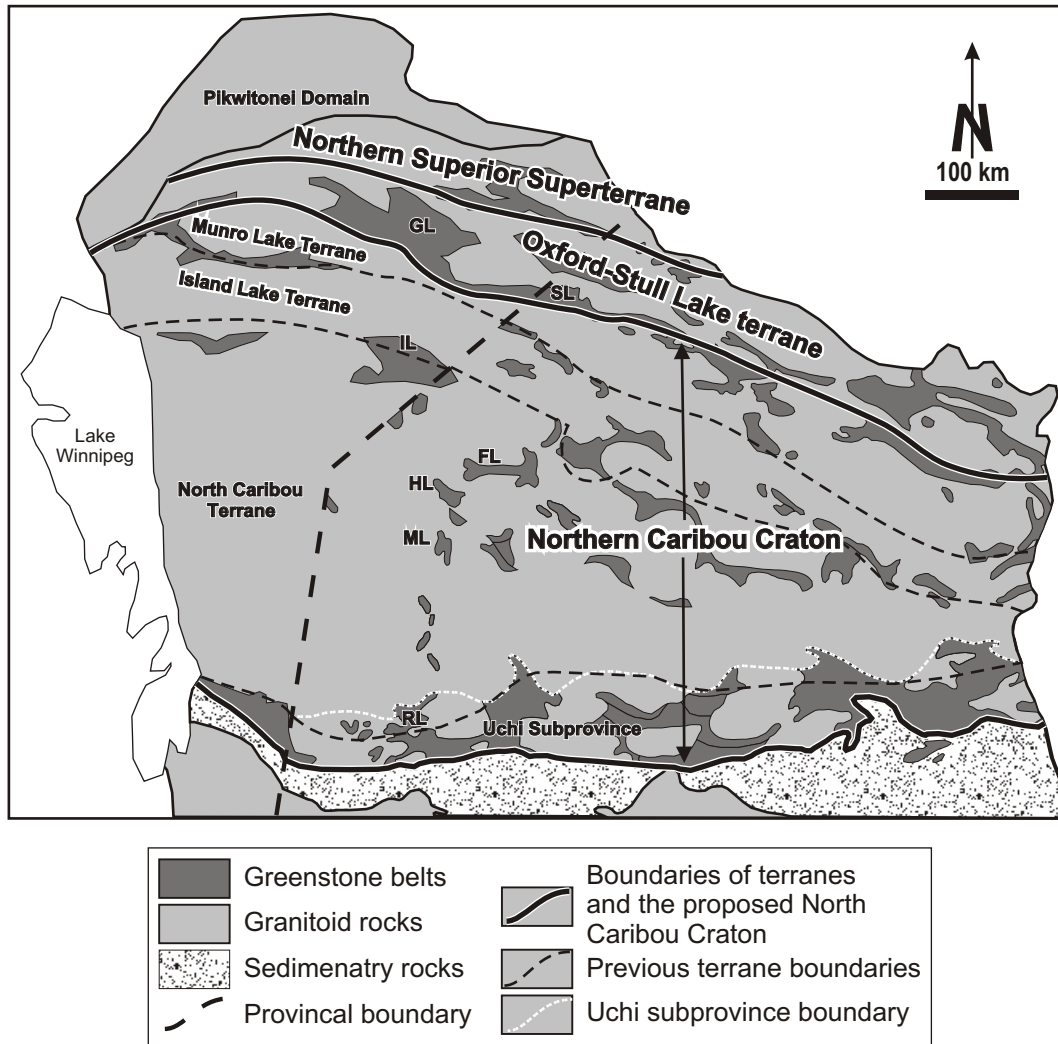 Pikwitonei Domain
Northern Superior Superterrane
N
100 km
GL
Munro Lake Terrane
Oxford-Stull Lake terrane
Island Lake Terrane
SL
IL
Lake
Winnipeg
FL
North Caribou
Terrane
HL
ML
Northern Caribou Craton
RL
Uchi Subprovince
Greenstone belts
Granitoid rocks
Sedimenatry rocks
Provincal boundary
Boundaries of terranes
and the proposed North
Caribou Craton
Previous terrane boundaries
Uchi subprovince boundary